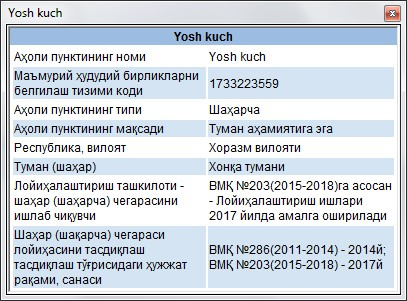 Yosh kuch
Yosh kuch
Аҳоли пунктининг номи Yosh kuch
Маъмурий ҳудудий бирликларни
белгилаш тизими коди 1733223559
Аҳоли пунктининг типи Шаҳарча
Аҳоли пунктининг мақсади Туман аҳамиятига эга
Республика, вилоят Хоразм вилояти
Туман (шаҳар) Хонқа тумани
Лойиҳалаштириш ташкилоти -
шаҳар (шаҳарча) чегарасини
ишлаб чиқувчи
ВМҚ №203(2015-2018)га асосан
- Лойиҳалаштириш ишлари
2017 йилда амалга оширилади
Шаҳар (шақарча) чегараси
лойиҳасини тасдиқлаш
тасдиқлаш тўғрисидаги ҳужжат
рақами, санаси
ВМҚ №286(2011-2014) - 2014й;
ВМҚ №203(2015-2018) - 2017й